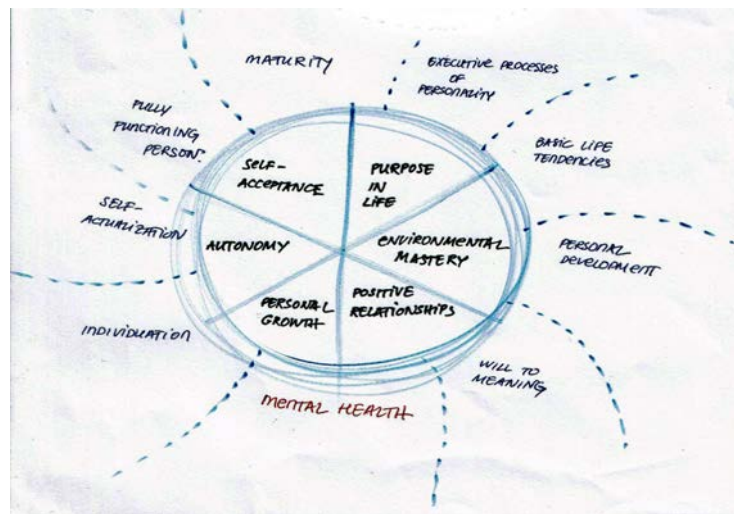 MATURITY
EXECUTIVE PROCESSES
OF
PERSONALITY
FULLY
FUNCTIONING
PERSON:
BASIC LIFE
TENDENCIES
SELF-
ACCEPTANCE
PURPOSE
IN
LIFE
SELF-
ACTUALIZATION
AUTONOMY
ENVIRONMENTAL
MASTERY
PERSONAL
DEVELOPMENT
PERSONAL
GROWTH
POSITIVE
RELATIONSHIPS
INDIVIDUATION
WILL TO
MEANING
MENTAL HEALTH